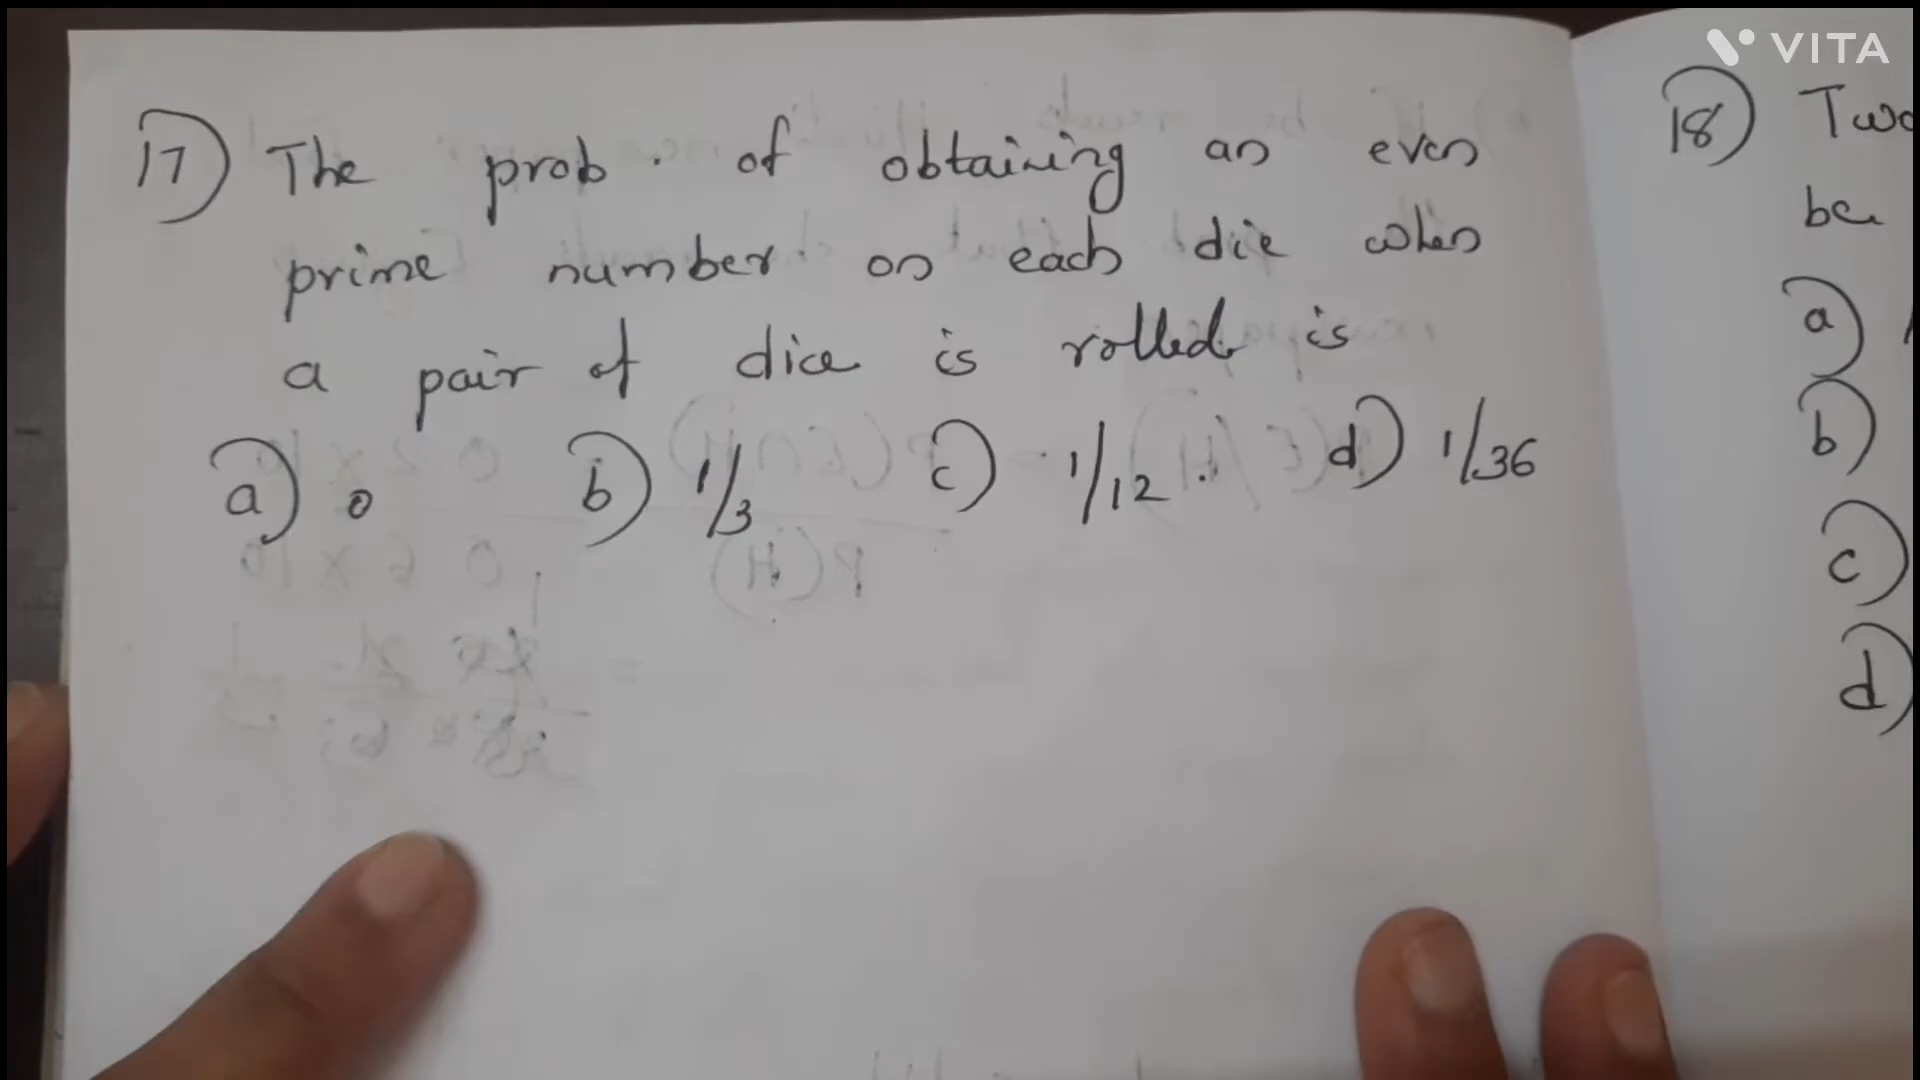 VITA
17) The prob. of obtaining an even
prime number on each die when
a pair of dice is rolled is
a) 0 b) 1/3 c) 1/12. d) 1/36
18) Two
be
a)
b)
c)
d)